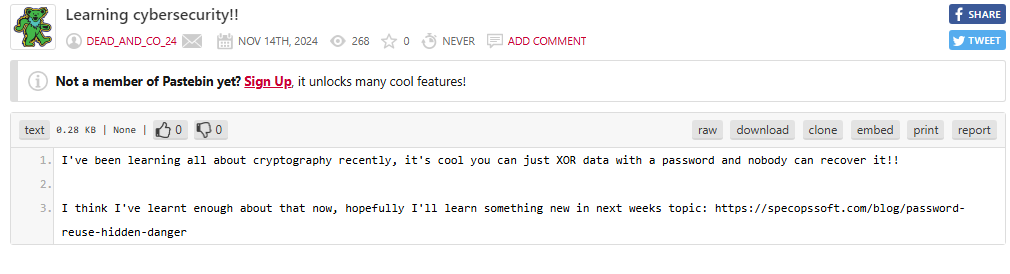 Learning cybersecurity!!
SHARE
DEAD_AND_CO_24 NOV 14TH, 2024 268 0 NEVER ADD COMMENT
TWEET
Not a member of Pastebin yet? Sign Up, it unlocks many cool features!
text 0.28 KB | None | 0 0 raw download clone embed print report
1. I've been learning all about cryptography recently, it's cool you can just XOR data with a password and nobody can recover it!!
2.
3. I think I've learnt enough about that now, hopefully I'll learn something new in next weeks topic: https://specopssoft.com/blog/password-
reuse-hidden-danger